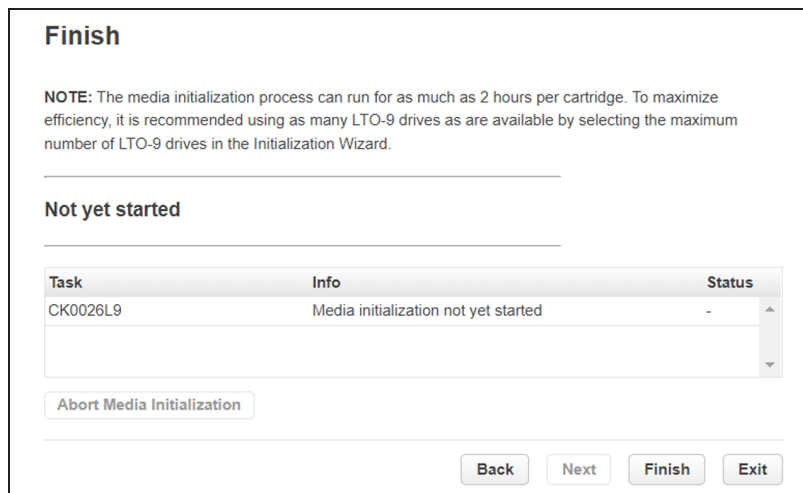 Finish
NOTE: The media initialization process can run for as much as 2 hours per cartridge. To maximize
efficiency, it is recommended using as many LTO-9 drives as are available by selecting the maximum
number of LTO-9 drives in the Initialization Wizard.
Not yet started
Task Info Status
CK0026L9 Media initialization not yet started -
Abort Media Initialization
Back Next Finish Exit